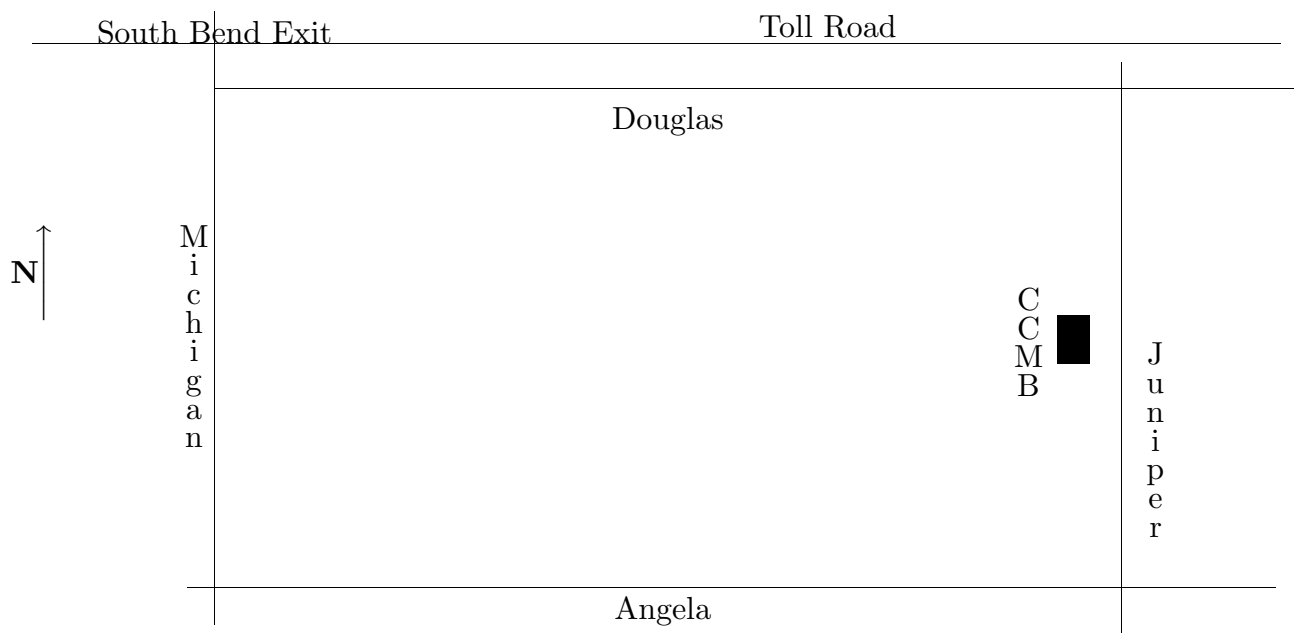 South Bend Exit
Toll Road
Douglas
N
Michigan
CCMB
Juniper
Angela